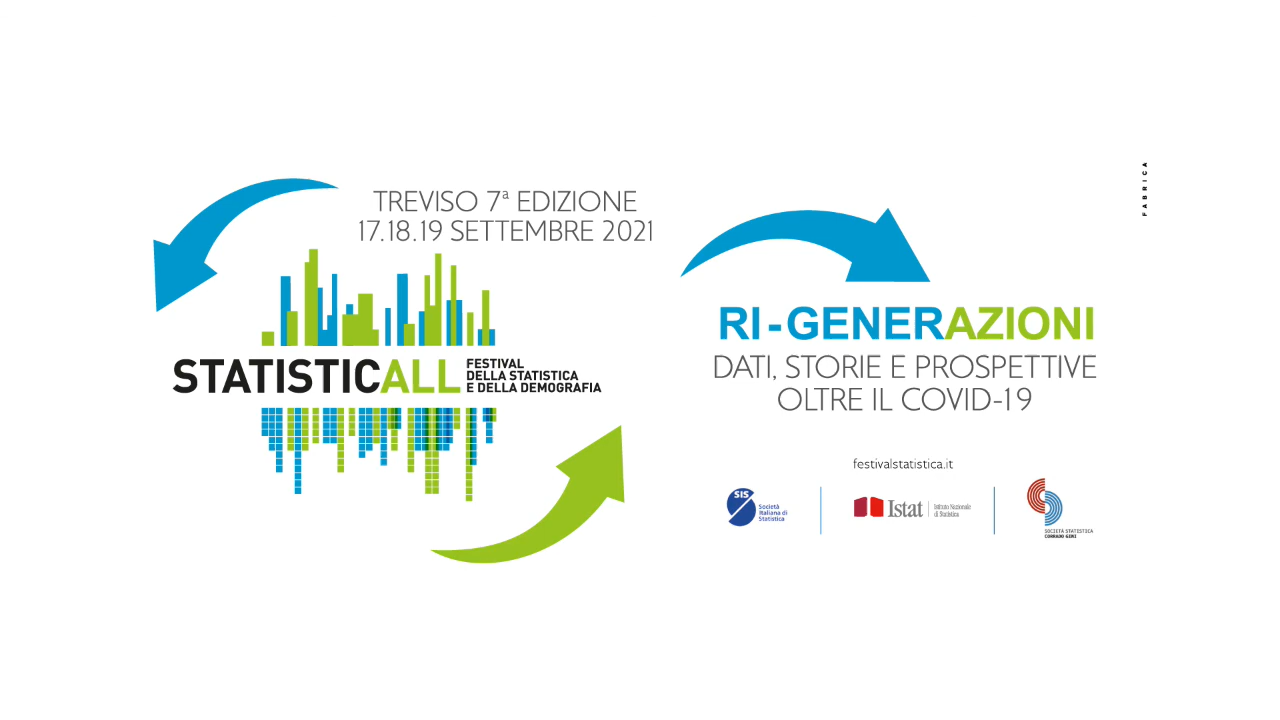 TREVISO 7ª EDIZIONE
17.18.19 SETTEMBRE 2021
STATISTICALL
FESTIVAL
DELLA STATISTICA
E DELLA DEMOGRAFIA
RI-GENERAZIONI
DATI, STORIE E PROSPETTIVE
OLTRE IL COVID-19
festivalstatistica.it
SIS
Società
Italiana di
Statistica
Istat
Istituto Nazionale
di Statistica
SOCIETÀ STATISTICA
CORRADO GINI
FABRICA